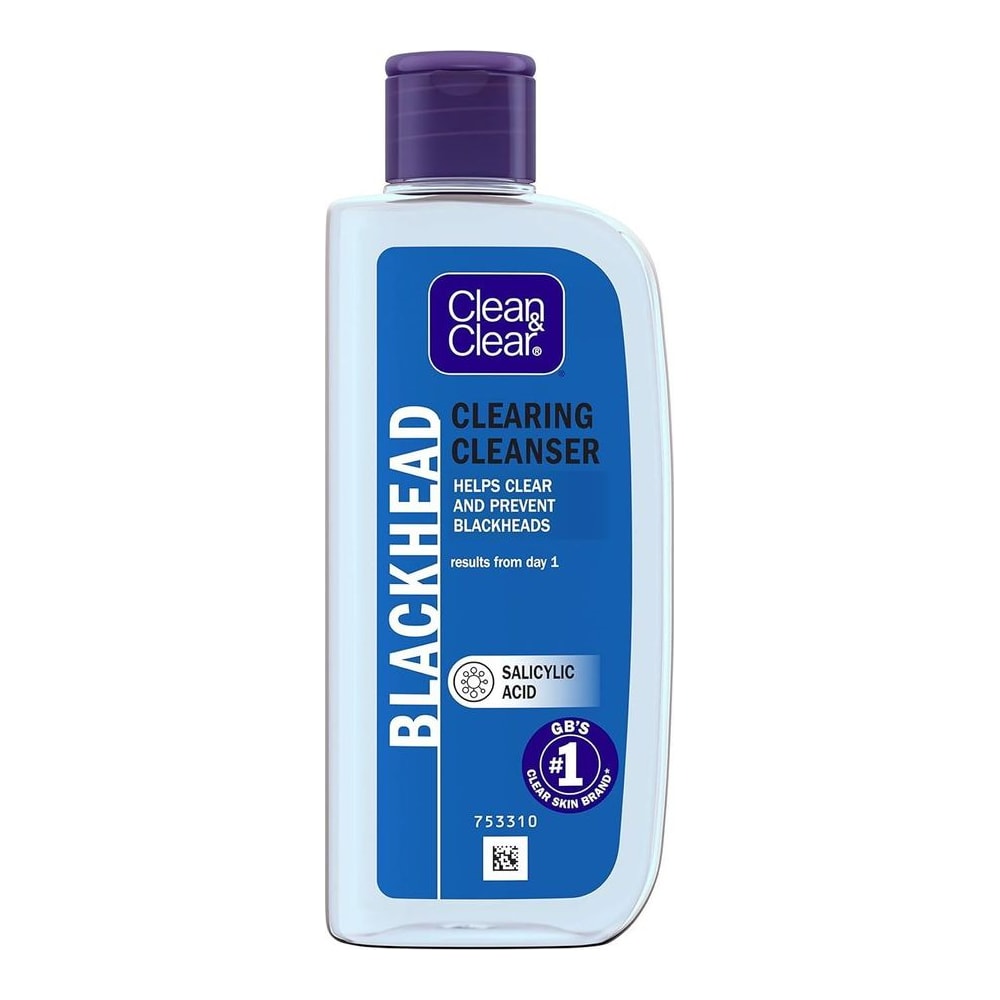 Clean
&
Clear®
BLACKHEAD
CLEARING
CLEANSER
HELPS CLEAR
AND PREVENT
BLACKHEADS
results from day 1
SALICYLIC
ACID
GB'S
#1
CLEAR SKIN BRAND*
753310